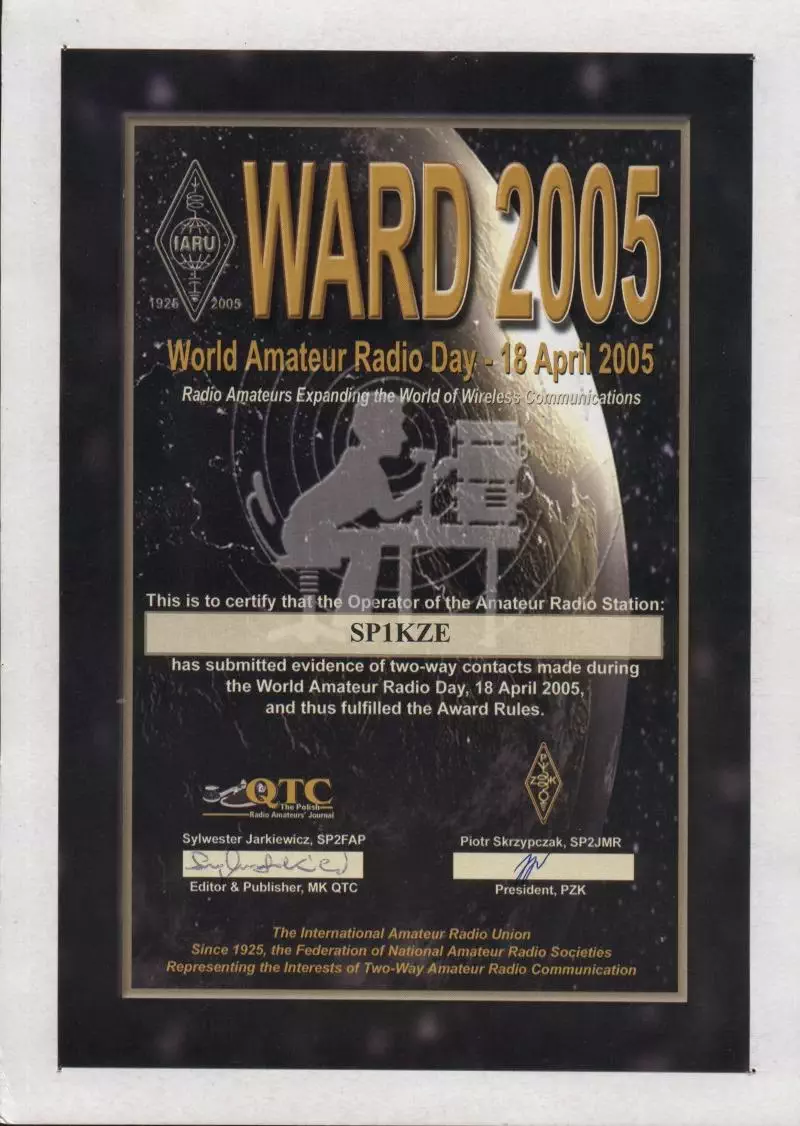 WARD 2005
IARU
1925 2005
World Amateur Radio Day - 18 April 2005
Radio Amateurs Expanding the World of Wireless Communications
This is to certify that the Operator of the Amateur Radio Station:
SP1KZE
has submitted evidence of two-way contacts made during
the World Amateur Radio Day, 18 April 2005,
and thus fulfilled the Award Rules.
QTC
The Polish
Radio Amateurs' Journal
PZK
Sylwester Jarkiewicz, SP2FAP
Piotr Skrzypczak, SP2JMR
Editor & Publisher, MK QTC
President, PZK
The International Amateur Radio Union
Since 1925, the Federation of National Amateur Radio Societies
Representing the Interests of Two-Way Amateur Radio Communication